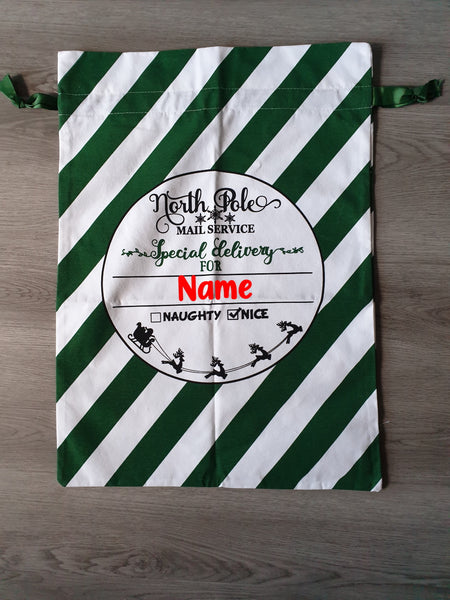 North Pole
MAIL SERVICE
Special delivery
FOR
Name
NAUGHTY NICE